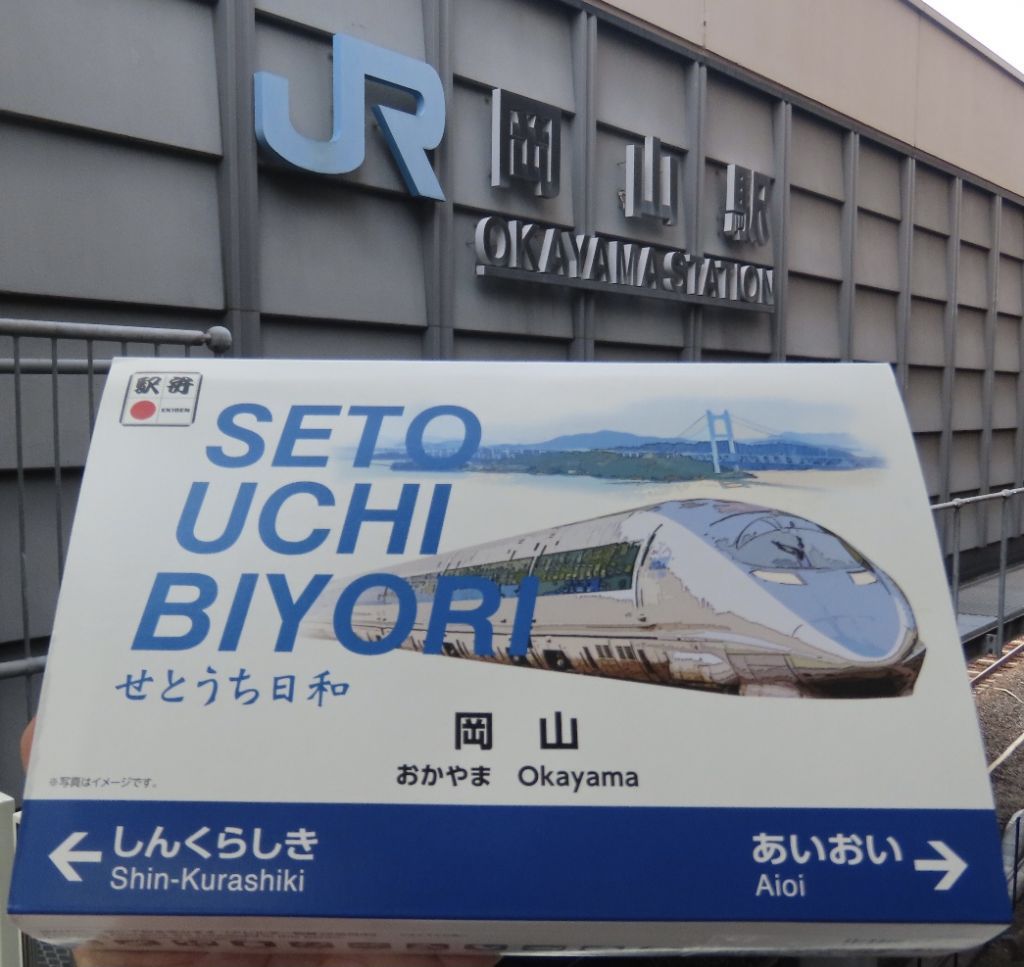 JR 岡山駅
OKAYAMA STATION
駅弁
EKIBEN
SETO
UCHI
BIYORI
せとうち日和
岡山
おかやま Okayama
※写真はイメージです。
← しんくらしき
Shin-Kurashiki
あいおい →
Aioi